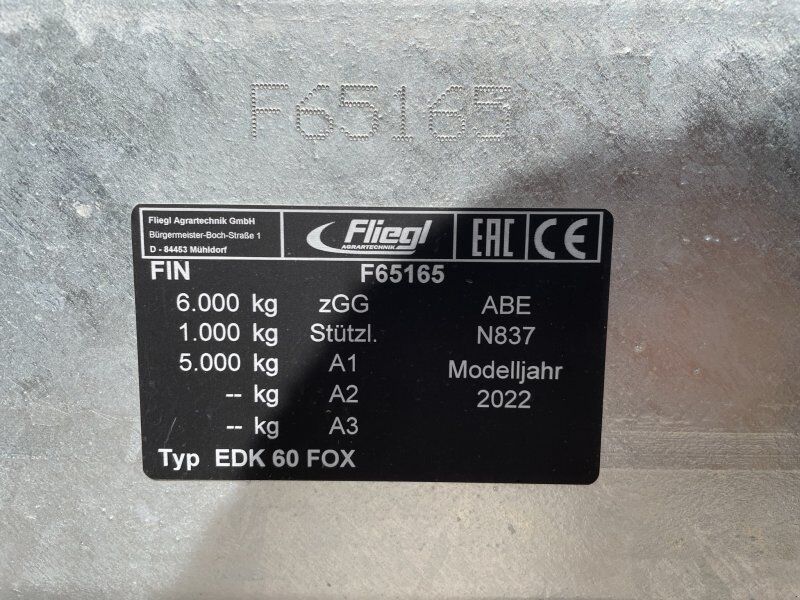 F65165
Fliegl Agrartechnik GmbH
Bürgermeister-Boch-Straße 1
D - 84453 Mühldorf
Fliegl
AGRARTECHNIK
EAC
CE
FIN F65165
6.000 kg zGG ABE
1.000 kg Stützl. N837
5.000 kg A1 Modelljahr
-- kg A2 2022
-- kg A3
Typ EDK 60 FOX